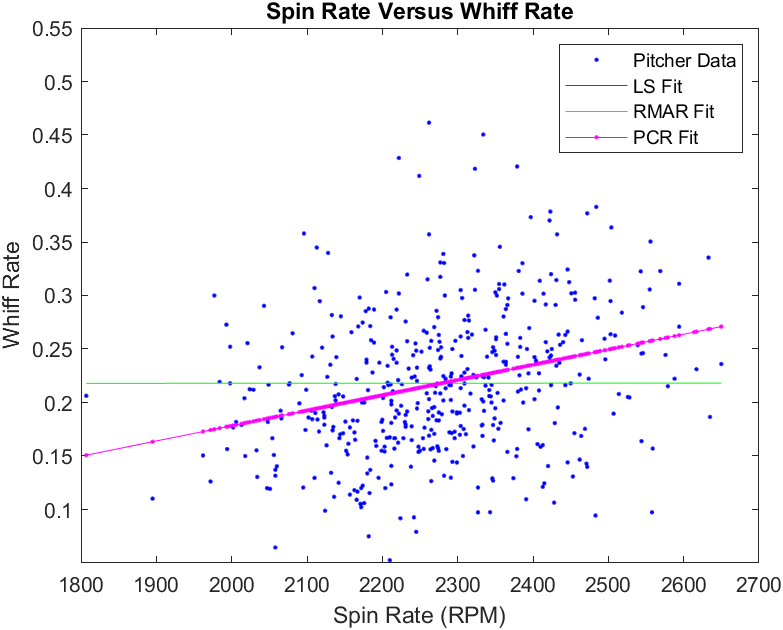 Spin Rate Versus Whiff Rate
0.55
0.5
0.45
0.4
0.35
0.3
0.25
0.2
0.15
0.1
Whiff Rate
Pitcher Data
LS Fit
RMAR Fit
PCR Fit
1800 1900 2000 2100 2200 2300 2400 2500 2600 2700
Spin Rate (RPM)